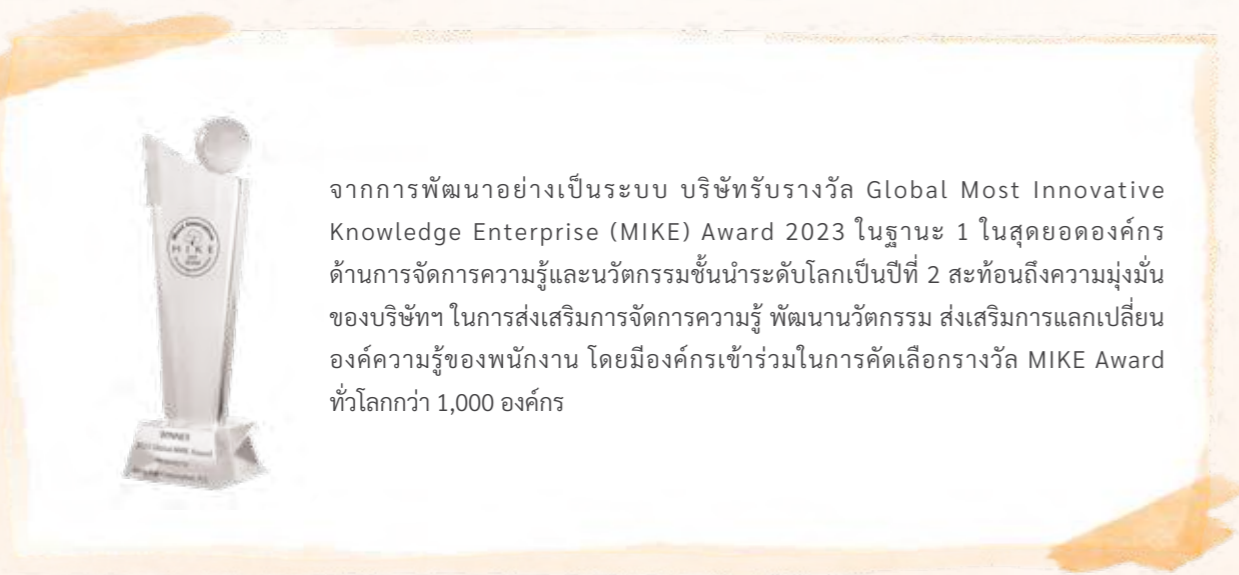 จากการพัฒนาอย่างเป็นระบบ บริษัทรับรางวัล Global Most Innovative
Knowledge Enterprise (MIKE) Award 2023 ในฐานะ 1 ในสุดยอดองค์กร
ด้านการจัดการความรู้และนวัตกรรมชั้นนำระดับโลกเป็นปีที่ 2 สะท้อนถึงความมุ่งมั่น
ของบริษัทฯ ในการส่งเสริมการจัดการความรู้ พัฒนานวัตกรรม ส่งเสริมการแลกเปลี่ยน
องค์ความรู้ของพนักงาน โดยมีองค์กรเข้าร่วมในการคัดเลือกรางวัล MIKE Award
ทั่วโลกกว่า 1,000 องค์กร
MIKE
WINNER
2023 Global MIKE Award